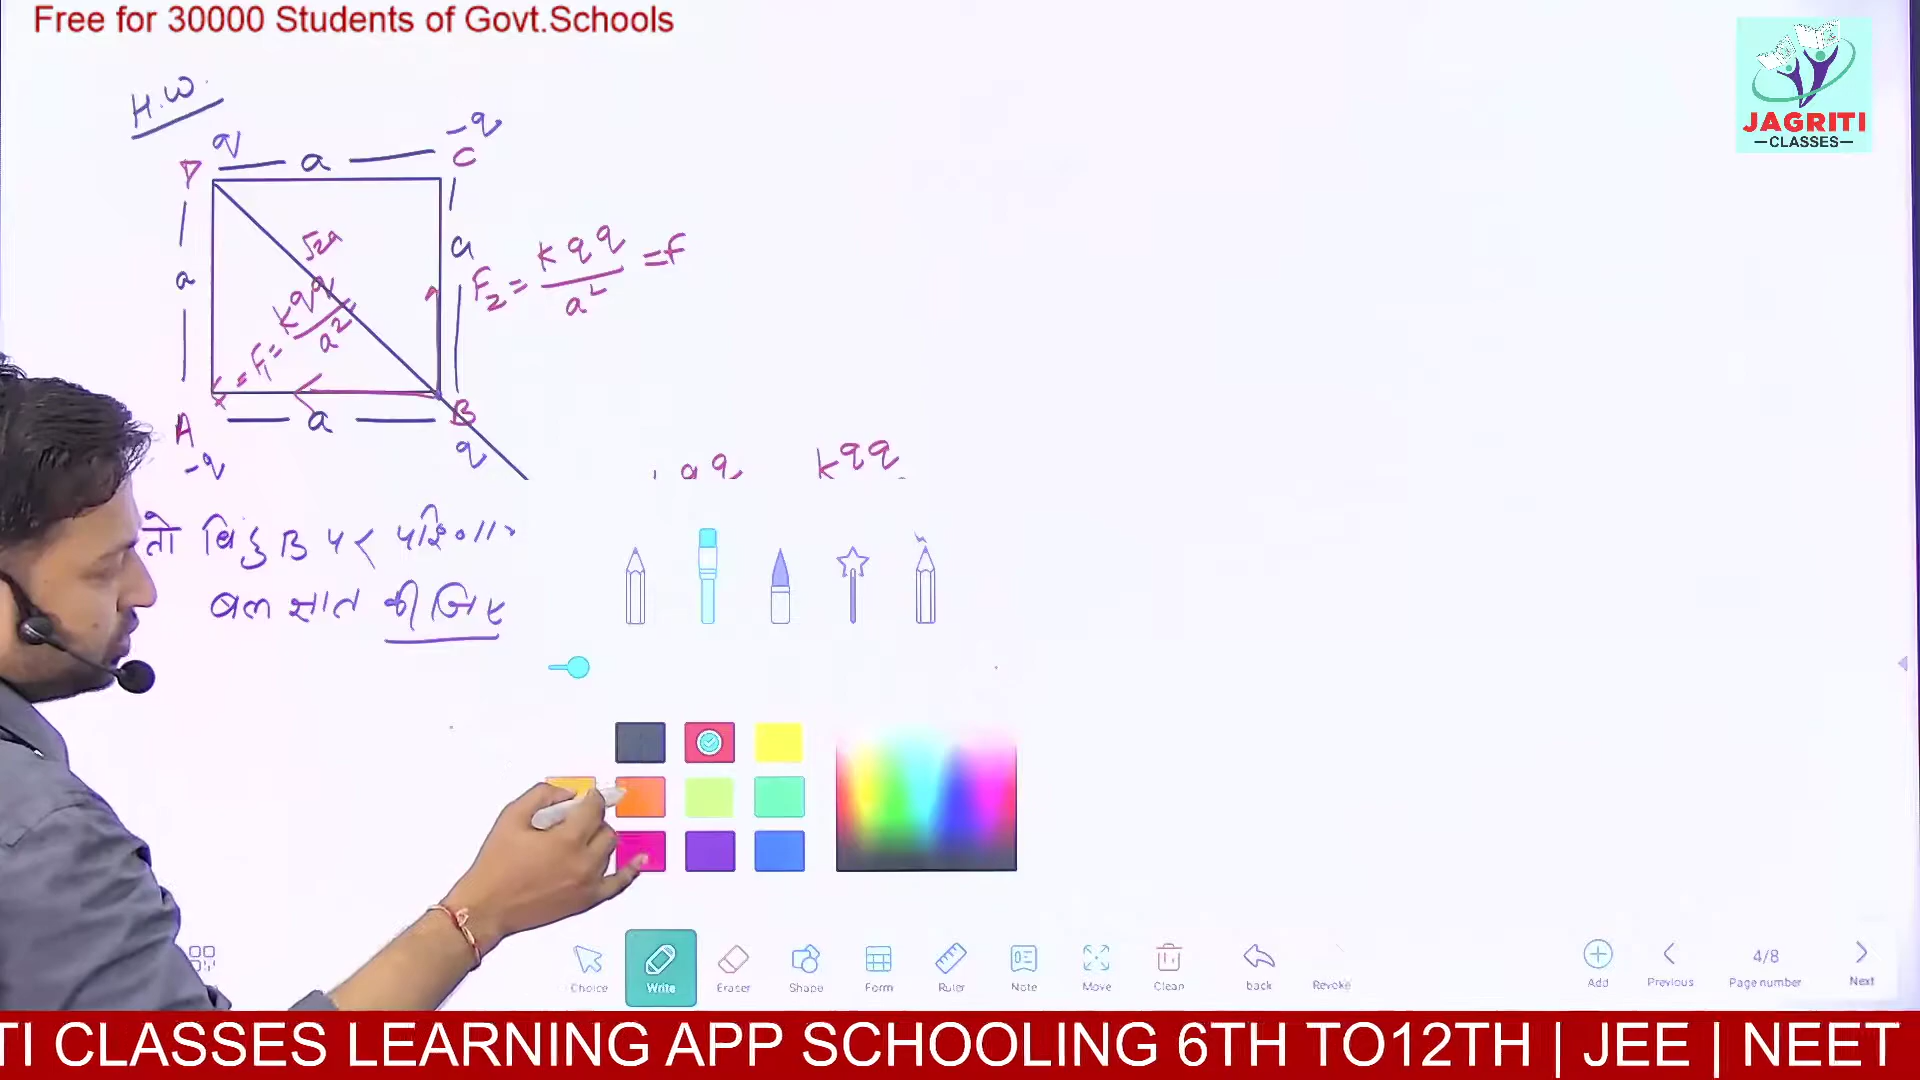 Free for 30000 Students of Govt.Schools
JAGRITI
CLASSES
H.W.
q
-q
D
a
C
a
√2a
a
F₂ = kqq/a² = F
= F₁ = kqq/a²
A
a
B
-q
q
qq
kqq
तो बिंदु B पर
बल ज्ञात कीजिए
Choice
Write
Eraser
Shape
Form
Ruler
Note
Move
Clean
back
Revoke
Add
Previous
4/8
Page number
Next
TI CLASSES LEARNING APP SCHOOLING 6TH TO12TH | JEE | NEET